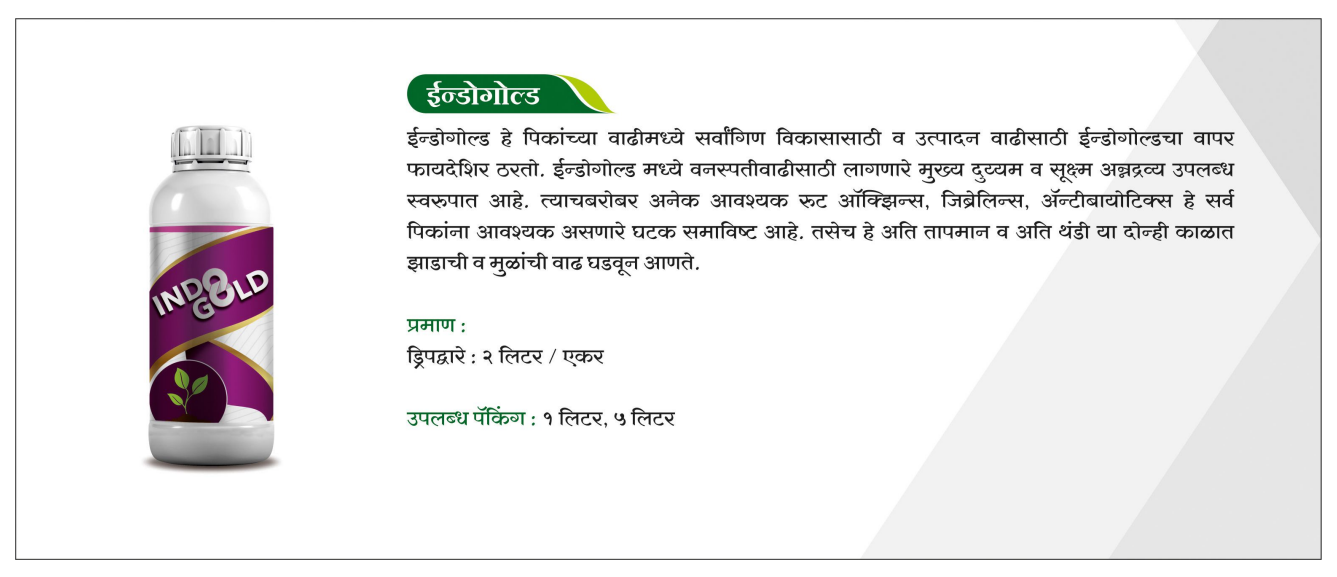 ईन्डोगोल्ड
ईन्डोगोल्ड हे पिकांच्या वाढीमध्ये सर्वांगिण विकासासाठी व उत्पादन वाढीसाठी ईन्डोगोल्डचा वापर
फायदेशिर ठरतो. ईन्डोगोल्ड मध्ये वनस्पतीवाढीसाठी लागणारे मुख्य दुय्यम व सूक्ष्म अन्नद्रव्य उपलब्ध
स्वरुपात आहे. त्याचबरोबर अनेक आवश्यक रुट ऑक्झिन्स, जिब्रेलिन्स, ॲन्टीबायोटिक्स हे सर्व
पिकांना आवश्यक असणारे घटक समाविष्ट आहे. तसेच हे अति तापमान व अति थंडी या दोन्ही काळात
झाडाची व मुळांची वाढ घडवून आणते.
INDO
GOLD
प्रमाण :
ड्रिपद्वारे : २ लिटर / एकर
उपलब्ध पॅकिंग : १ लिटर, ५ लिटर